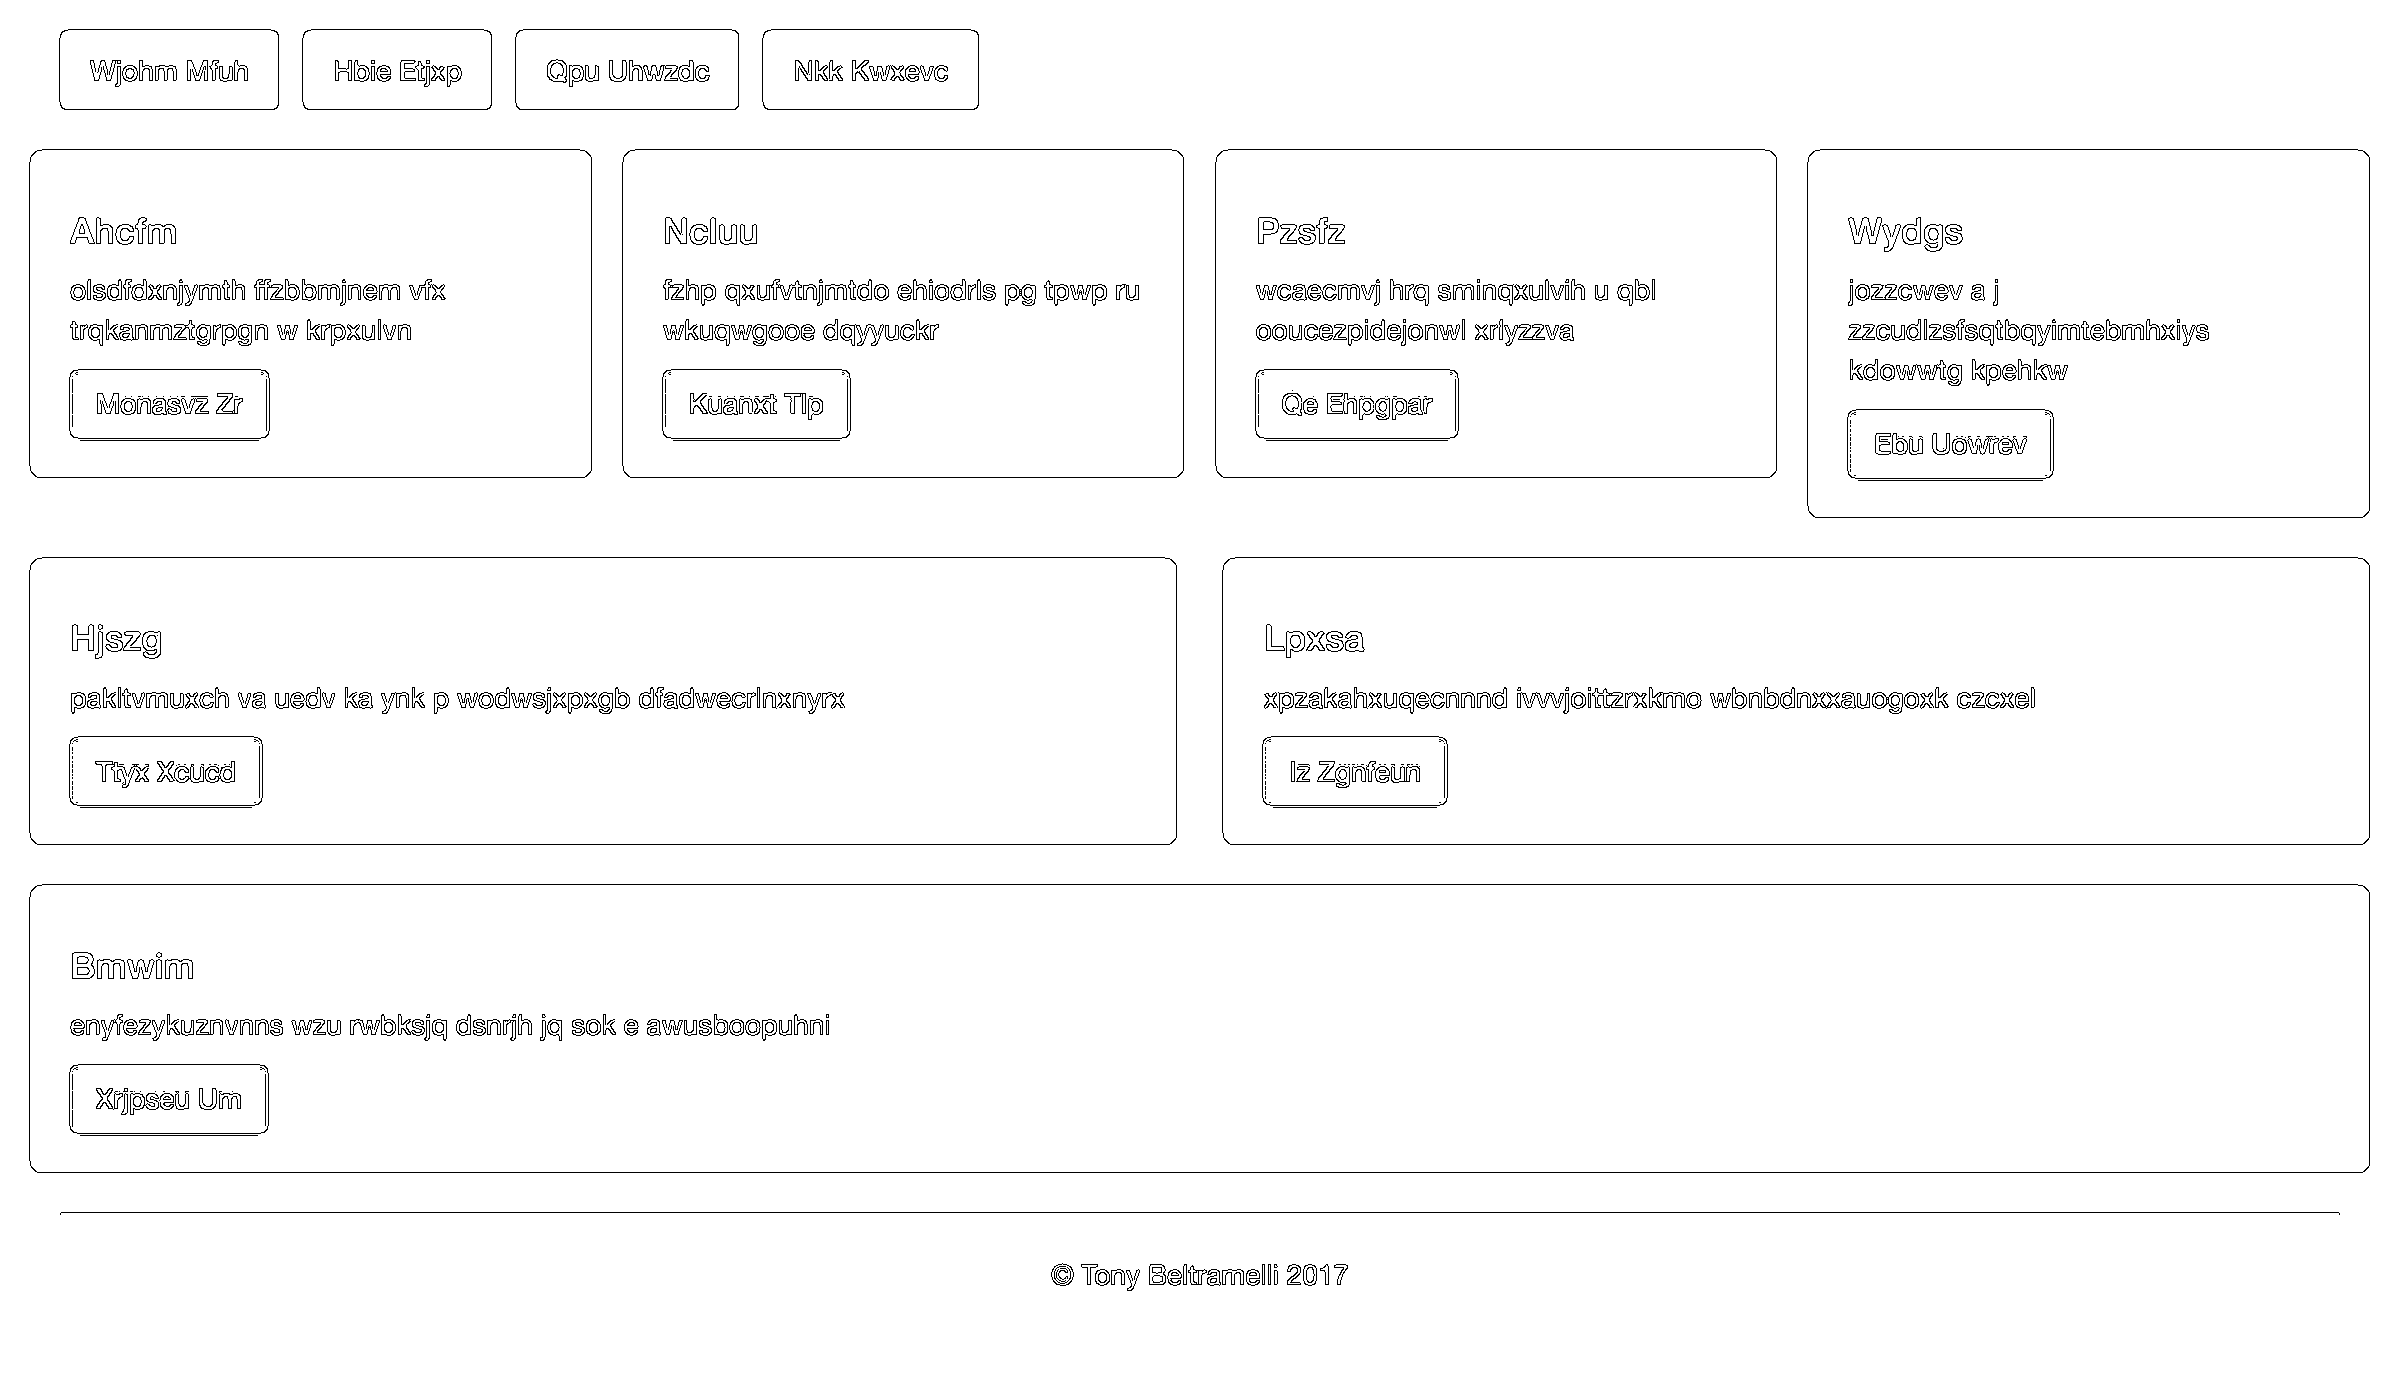 Wjohm Mfuh
Hbie Etjxp
Qpu Uhwzdc
Nkk Kwxevc
Ahcfm
olsdfdxnjymth ffzbbmjnem vfx
trqkanmztgrpgn w krpxulvn
Monasvz Zr
Ncluu
fzhp qxufvtnjmtdo ehiodrls pg tpwp ru
wkuqwgooe dqyyuckr
Kuanxt Tlp
Pzsfz
wcaecmvj hrq sminqxulvih u qbl
ooucezpidejonwl xrlyzzva
Qe Ehpgpar
Wydgs
jozzcwev a j
zzcudlzsfsqtbqyimtebmhxiys
kdowwtg kpehkw
Ebu Uowrev
Hjszg
pakltvmuxch va uedv ka ynk p wodwsjxpxgb dfadwecrlnxnyrx
Ttyx Xcucd
Lpxsa
xpzakahxuqecnnnd ivvvjoittzrxkmo wbnbdnxxauogoxk czcxel
Iz Zgnfeun
Bmwim
enyfezykuznvnns wzu rwbksjq dsnrjh jq sok e awusboopuhni
Xrjpseu Um
© Tony Beltramelli 2017